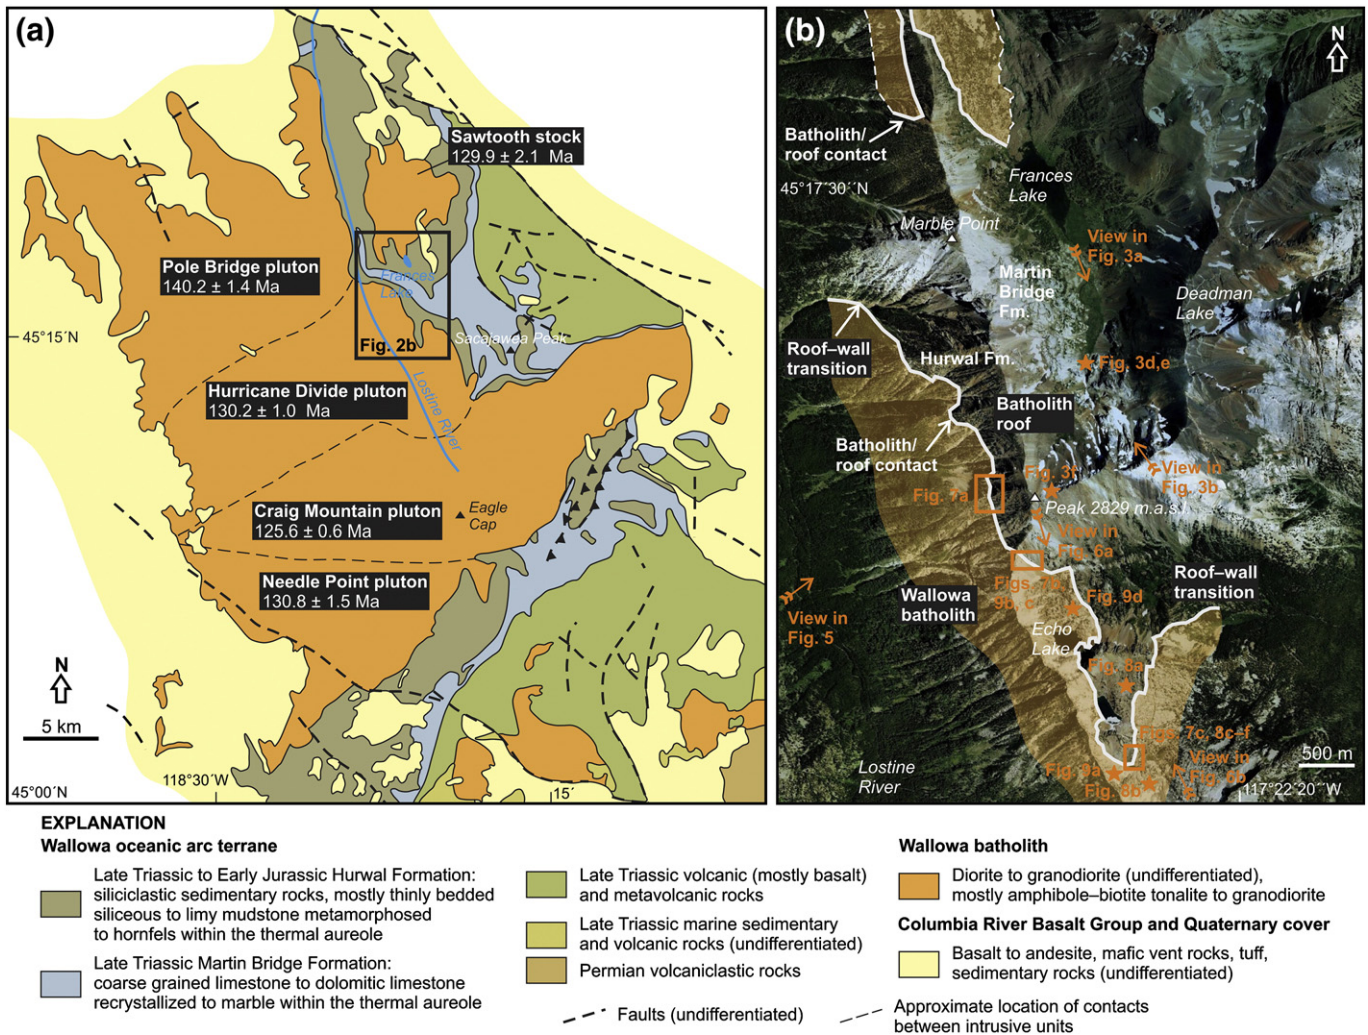 (a)
Sawtooth stock
129.9 ± 2.1 Ma
Pole Bridge pluton
140.2 ± 1.4 Ma
Frances
Lake
45°15´N
Sacajawea Peak
Fig. 2b
Hurricane Divide pluton
130.2 ± 1.0 Ma
Lostine River
Craig Mountain pluton
125.6 ± 0.6 Ma
Eagle
Cap
Needle Point pluton
130.8 ± 1.5 Ma
N
5 km
118°30´W
15´
45°00´N
(b)
N
Batholith/
roof contact
Frances
Lake
45°17´30´´N
Marble Point
View in
Fig. 3a
Martin
Bridge
Fm.
Deadman
Lake
Roof–wall
transition
Hurwal Fm.
Fig. 3d,e
Batholith
roof
Batholith/
roof contact
Fig. 3f
View in
Fig. 3b
Fig. 7a
Peak 2829 m.a.s.l.
View in
Fig. 6a
Roof–wall
transition
Wallowa
batholith
Figs. 7b,
9b, c
Fig. 9d
View in
Fig. 5
Echo
Lake
Fig. 8a
Figs. 7c, 8c–f
500 m
Lostine
River
Fig. 9a
Fig. 8b
View in
Fig. 6b
117°22´20´´W
EXPLANATION
Wallowa oceanic arc terrane
Late Triassic to Early Jurassic Hurwal Formation:
siliciclastic sedimentary rocks, mostly thinly bedded
siliceous to limy mudstone metamorphosed
to hornfels within the thermal aureole
Late Triassic Martin Bridge Formation:
coarse grained limestone to dolomitic limestone
recrystallized to marble within the thermal aureole
Late Triassic volcanic (mostly basalt)
and metavolcanic rocks
Late Triassic marine sedimentary
and volcanic rocks (undifferentiated)
Permian volcaniclastic rocks
Faults (undifferentiated)
Wallowa batholith
Diorite to granodiorite (undifferentiated),
mostly amphibole–biotite tonalite to granodiorite
Columbia River Basalt Group and Quaternary cover
Basalt to andesite, mafic vent rocks, tuff,
sedimentary rocks (undifferentiated)
Approximate location of contacts
between intrusive units